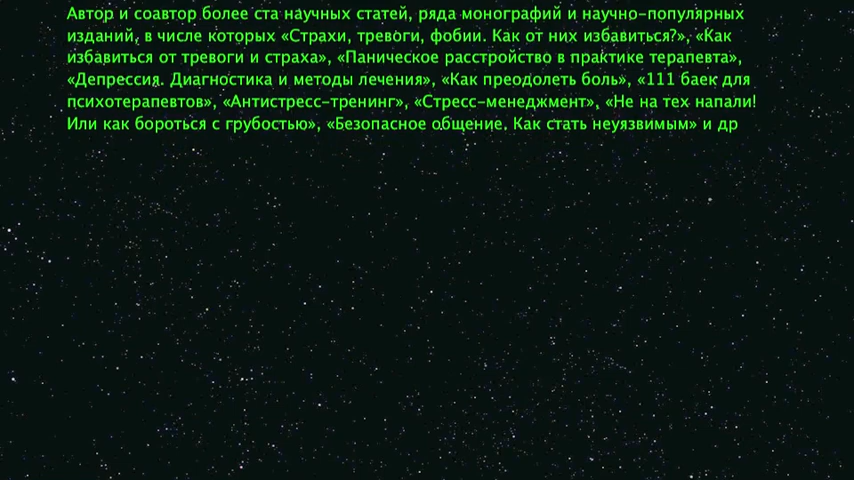 Автор и соавтор более ста научных статей, ряда монографий и научно-популярных
изданий, в числе которых «Страхи, тревоги, фобии. Как от них избавиться?», «Как
избавиться от тревоги и страха», «Паническое расстройство в практике терапевта»,
«Депрессия. Диагностика и методы лечения», «Как преодолеть боль», «111 баек для
психотерапевтов», «Антистресс-тренинг», «Стресс-менеджмент», «Не на тех напали!
Или как бороться с грубостью», «Безопасное общение. Как стать неуязвимым» и др